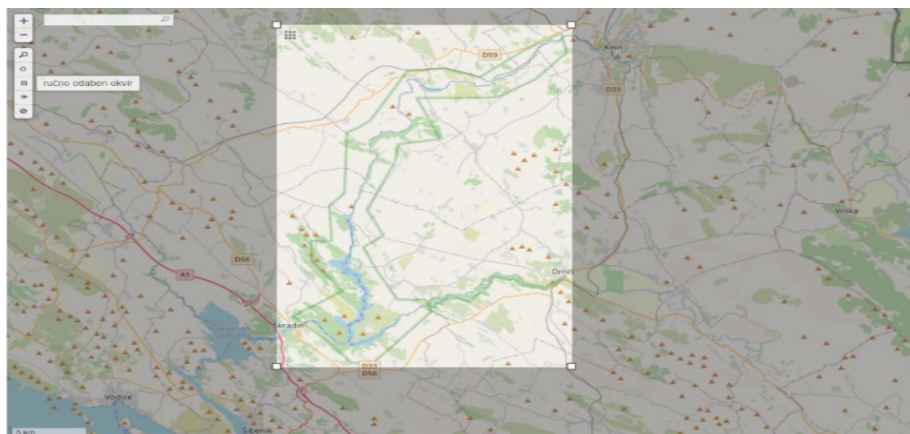 +
−
ručno odaberi okvir
D59
Knin
D33
Vrlika
D56
A1
Drniš
Skradin
D33
D56
Vodice
Šibenik
5 km